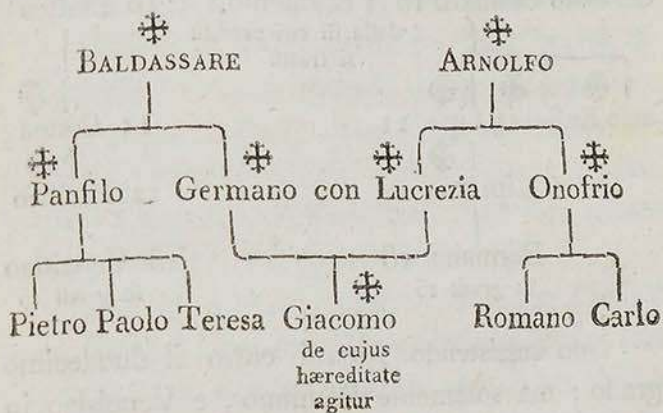 BALDASSARE ARNOLFO
Panfilo Germano con Lucrezia Onofrio
Pietro Paolo Teresa Giacomo Romano Carlo
de cujus
hæreditate
agitur